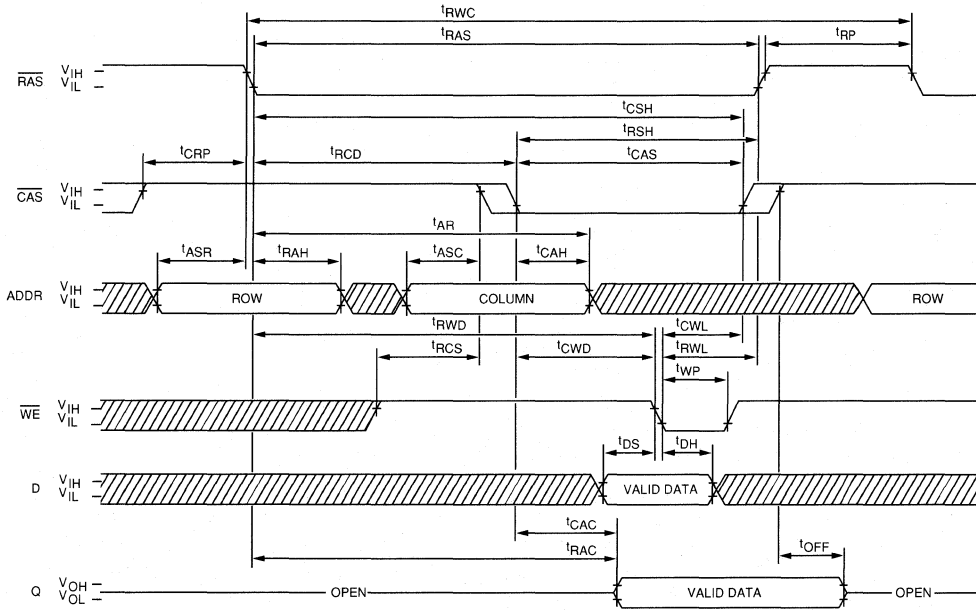 tRWC
tRAS
tRP
RAS VIH
VIL
tCSH
tRSH
tCRP tRCD tCAS
CAS VIH
VIL
tAR
tASR tRAH tASC tCAH
ADDR VIH
VIL
ROW COLUMN ROW
tRWD tCWL
tRCS tCWD tRWL
tWP
WE VIH
VIL
tDS tDH
D VIH
VIL
VALID DATA
tCAC
tRAC tOFF
Q VOH
VOL
OPEN VALID DATA OPEN